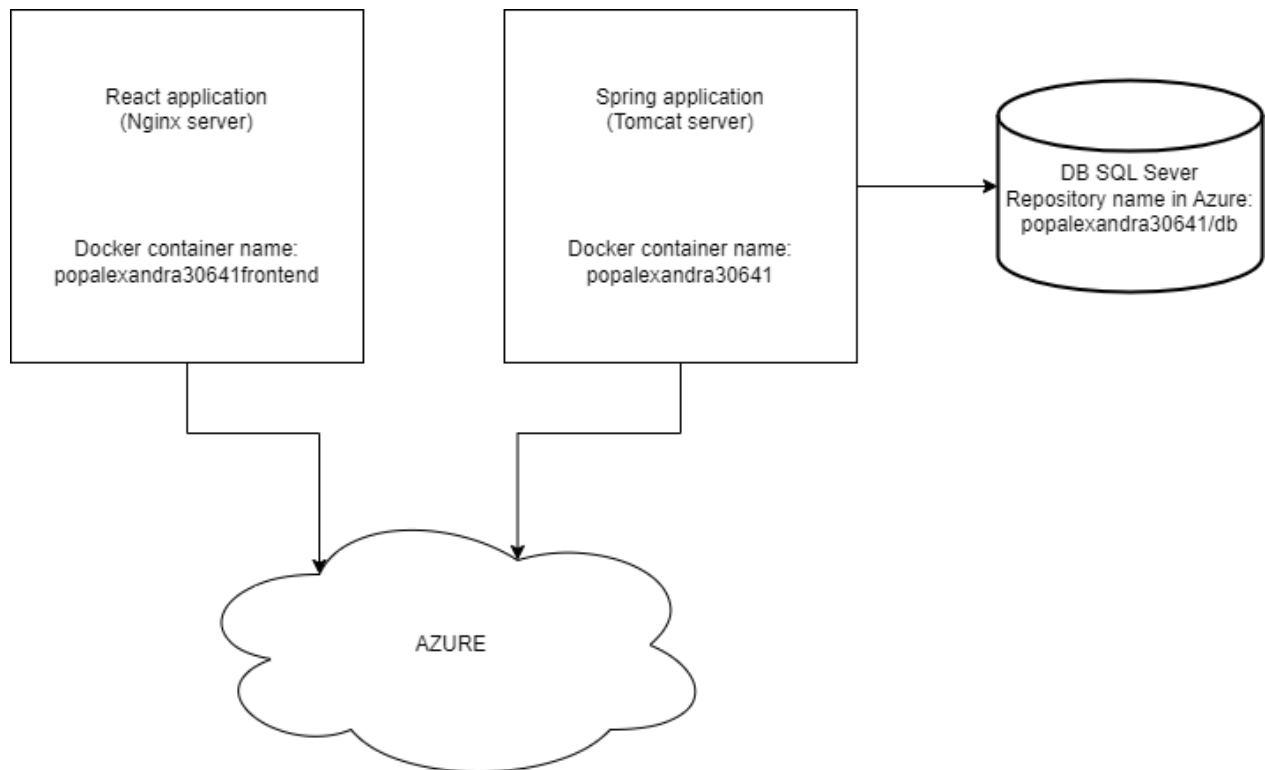 React application
(Nginx server)
Docker container name:
popalexandra30641frontend
Spring application
(Tomcat server)
Docker container name:
popalexandra30641
DB SQL Sever
Repository name in Azure:
popalexandra30641/db
AZURE